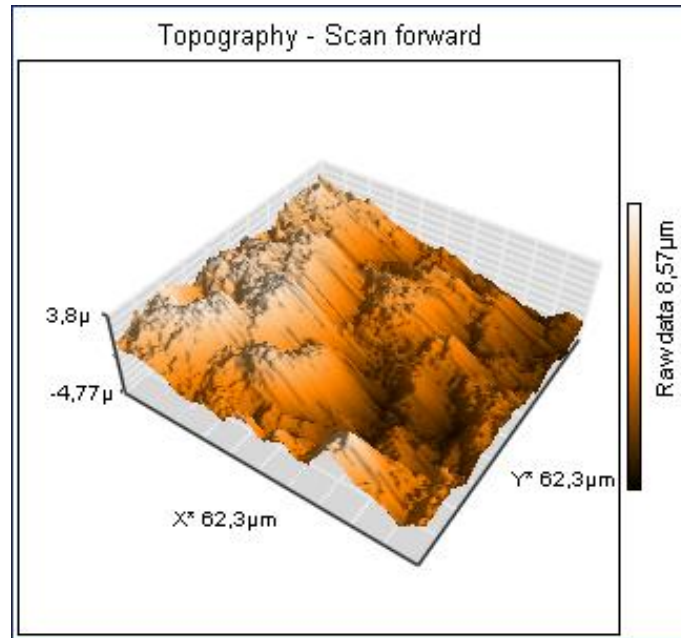 Topography - Scan forward
3,8µ
-4,77µ
X* 62,3µm
Y* 62,3µm
Raw data 8,57µm